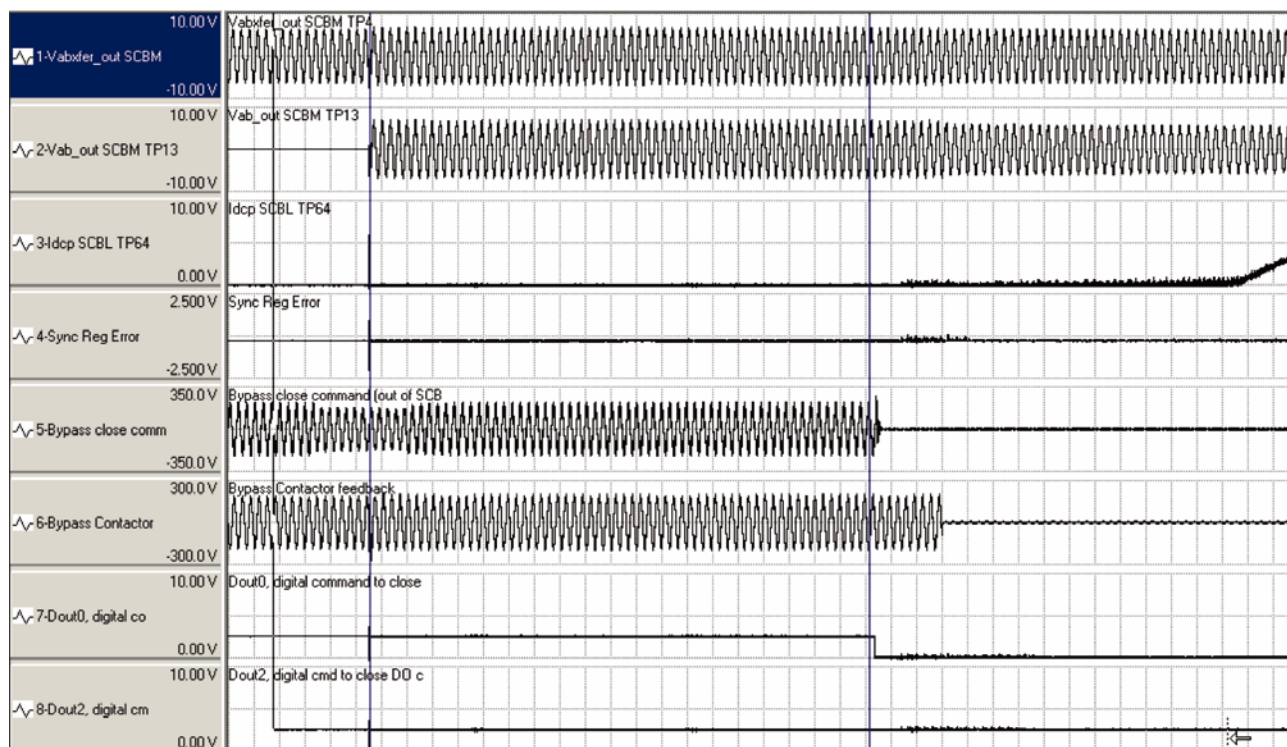 10.00 V
1-Vabxfer_out SCBM
-10.00 V
Vabxfer_out SCBM TP4
10.00 V
2-Vab_out SCBM TP13
-10.00 V
Vab_out SCBM TP13
10.00 V
3-Idcp SCBL TP64
0.00 V
Idcp SCBL TP64
2.500 V
4-Sync Reg Error
-2.500 V
Sync Reg Error
350.0 V
5-Bypass close comm
-350.0 V
Bypass close command (out of SCB
300.0 V
6-Bypass Contactor
-300.0 V
Bypass Contactor feedback
10.00 V
7-Dout0, digital co
0.00 V
Dout0, digital command to close
10.00 V
8-Dout2, digital cm
0.00 V
Dout2, digital cmd to close DO c